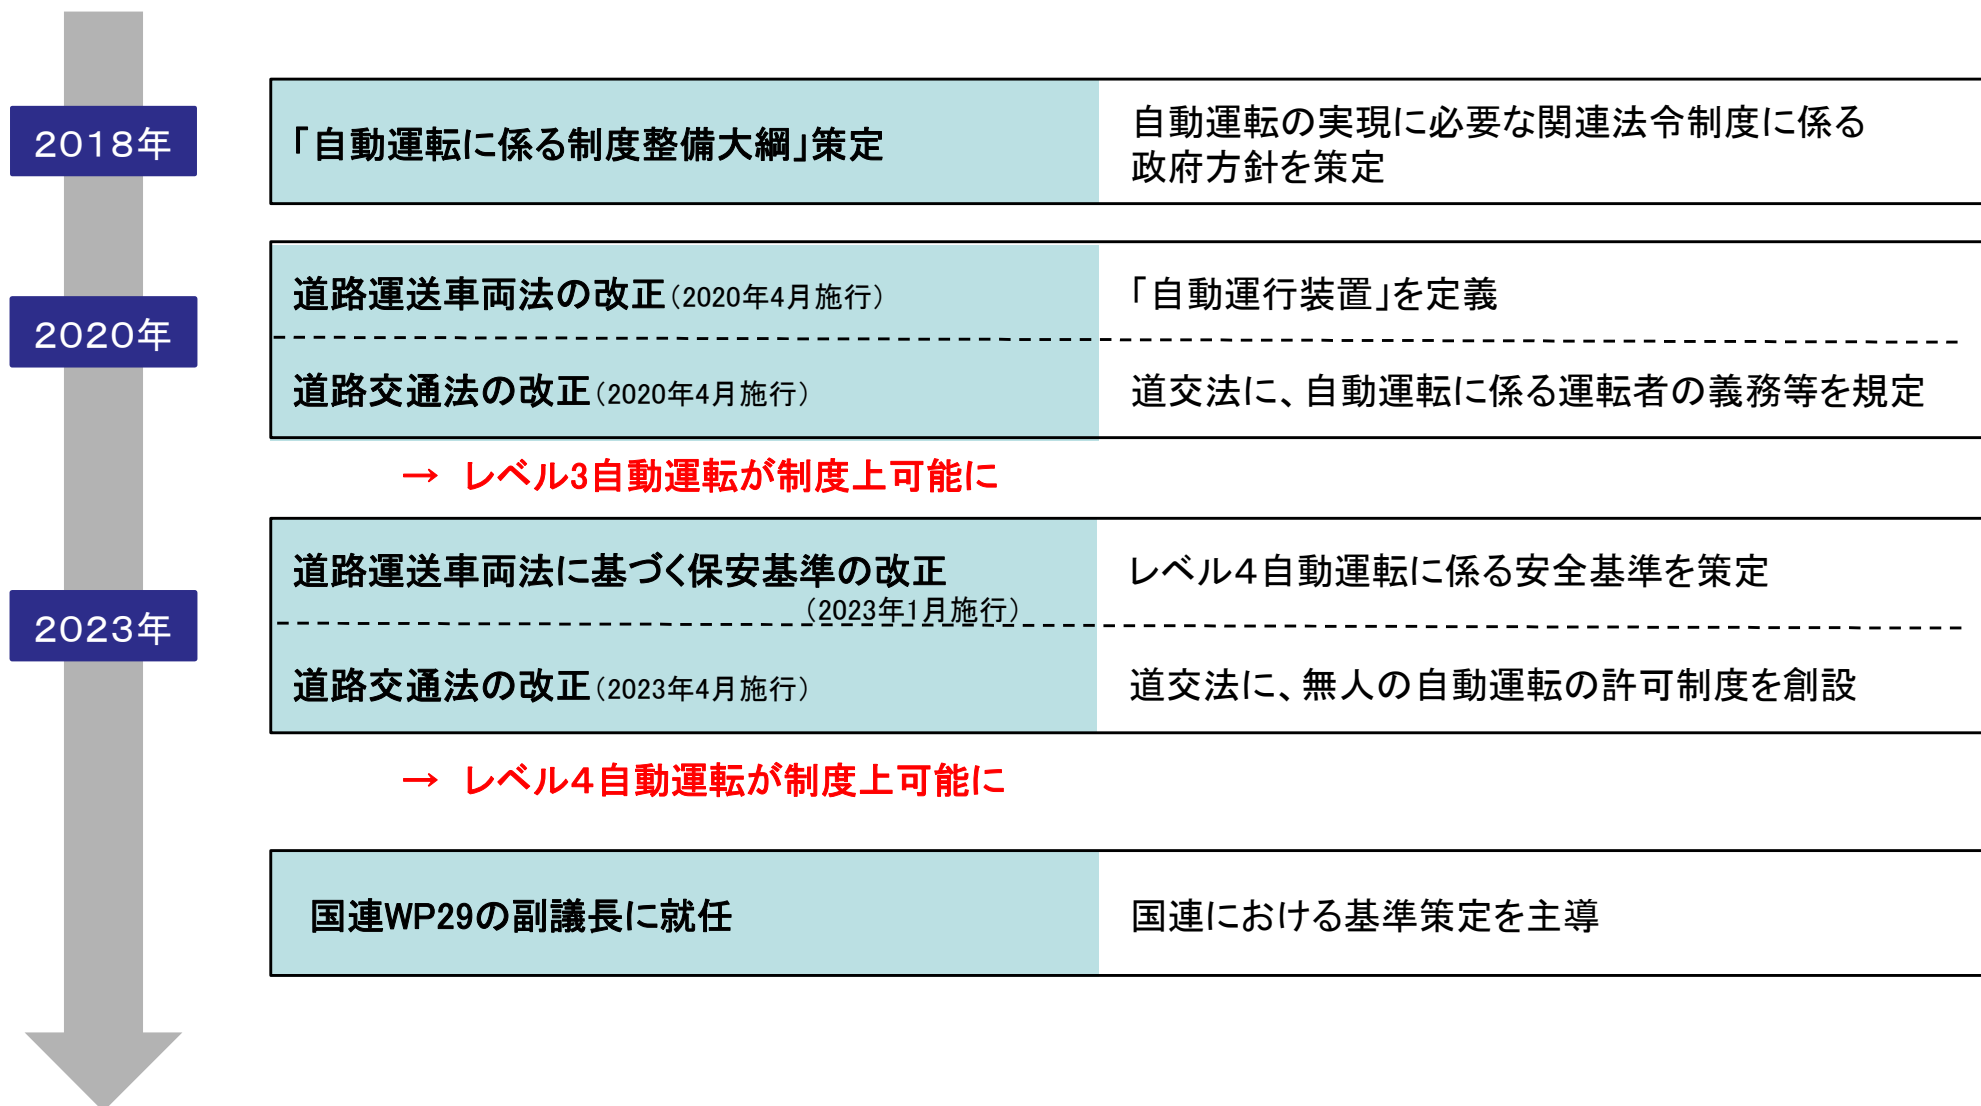 2018年
「自動運転に係る制度整備大綱」策定
自動運転の実現に必要な関連法令制度に係る
政府方針を策定
2020年
道路運送車両法の改正（2020年4月施行）
「自動運行装置」を定義
道路交通法の改正（2020年4月施行）
道交法に、自動運転に係る運転者の義務等を規定
→ レベル3自動運転が制度上可能に
2023年
道路運送車両法に基づく保安基準の改正
（2023年1月施行）
レベル4自動運転に係る安全基準を策定
道路交通法の改正（2023年4月施行）
道交法に、無人の自動運転の許可制度を創設
→ レベル4自動運転が制度上可能に
国連WP29の副議長に就任
国連における基準策定を主導